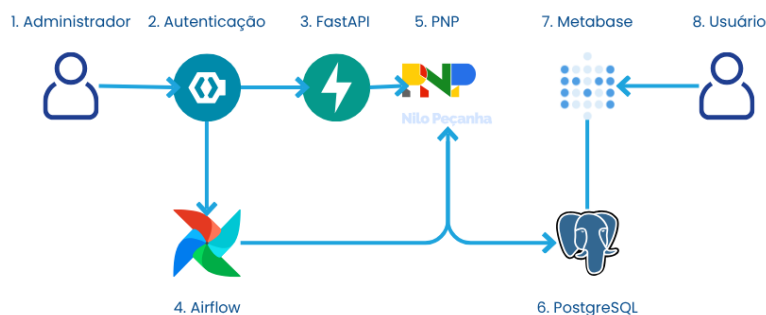 1. Administrador
2. Autenticação
3. FastAPI
5. PNP
7. Metabase
8. Usuário
PNP
Nilo Peçanha
4. Airflow
6. PostgreSQL